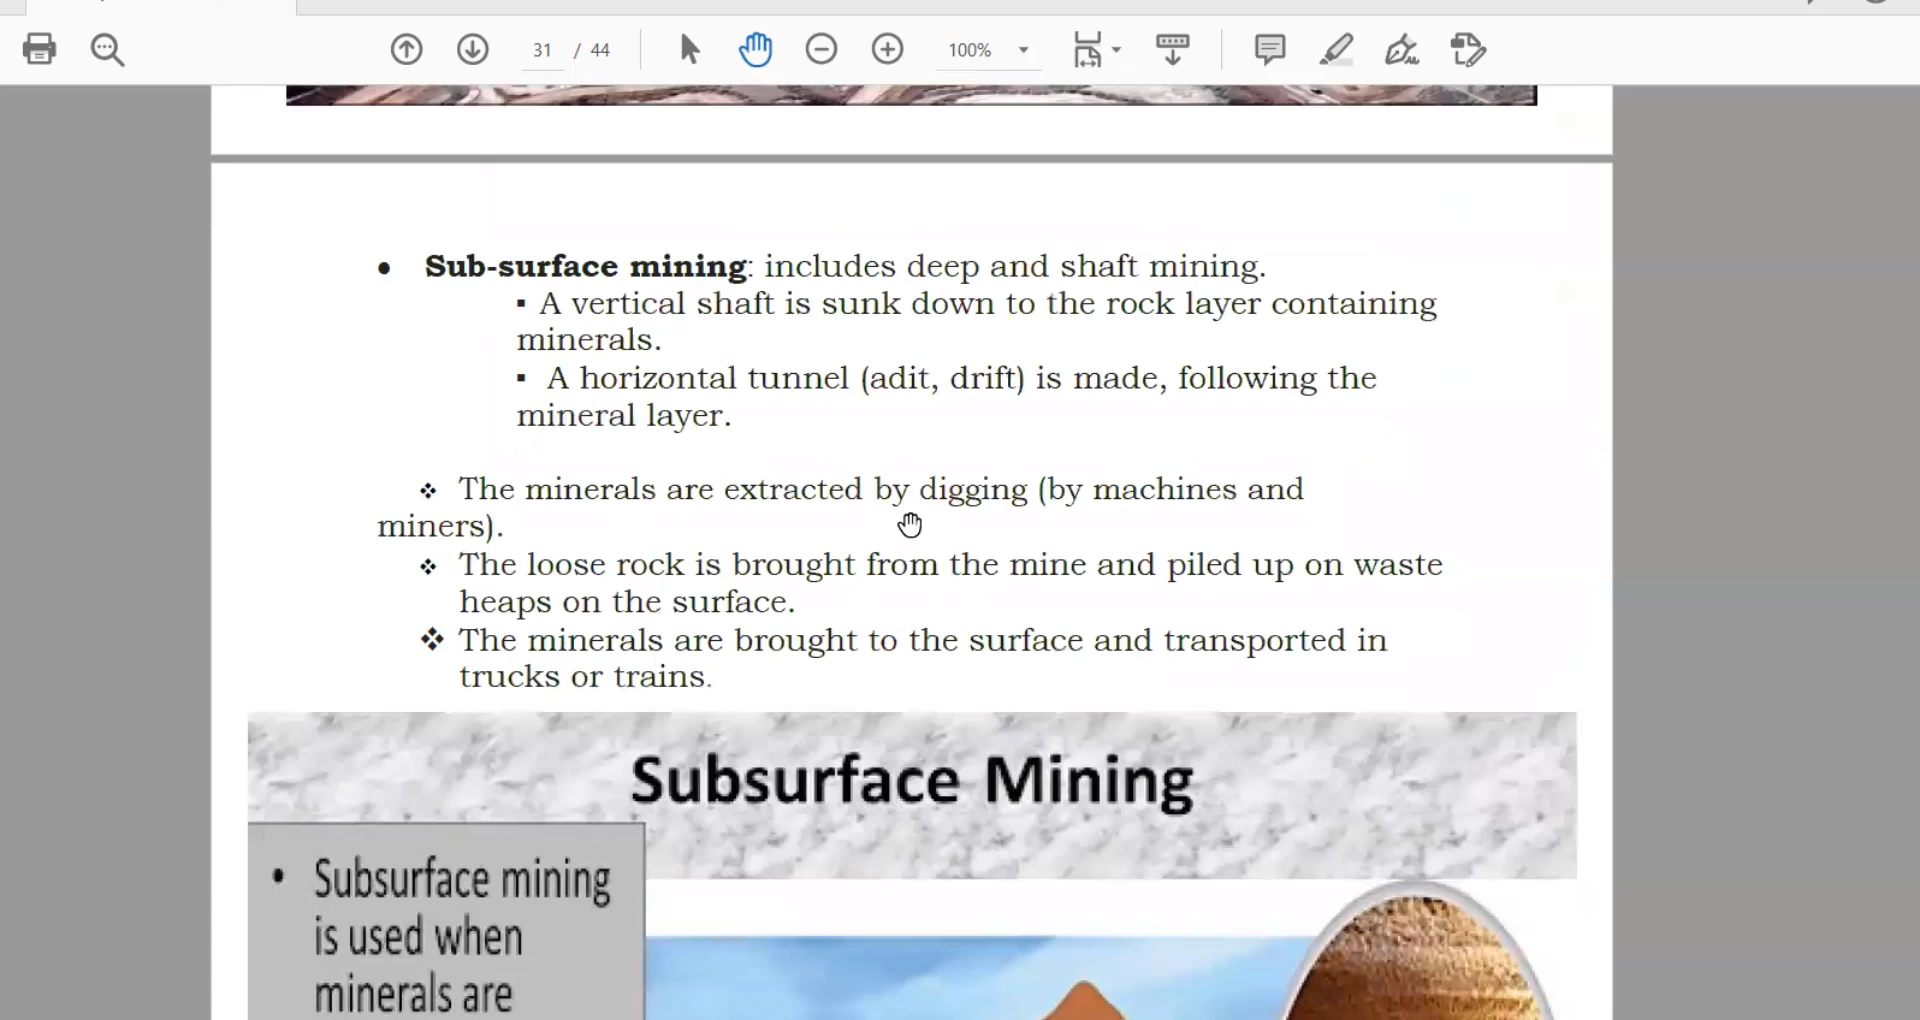 31 / 44
100%
• Sub-surface mining: includes deep and shaft mining.
▪ A vertical shaft is sunk down to the rock layer containing
minerals.
▪ A horizontal tunnel (adit, drift) is made, following the
mineral layer.
❖ The minerals are extracted by digging (by machines and
miners).
❖ The loose rock is brought from the mine and piled up on waste
heaps on the surface.
❖ The minerals are brought to the surface and transported in
trucks or trains.
Subsurface Mining
• Subsurface mining
is used when
minerals are